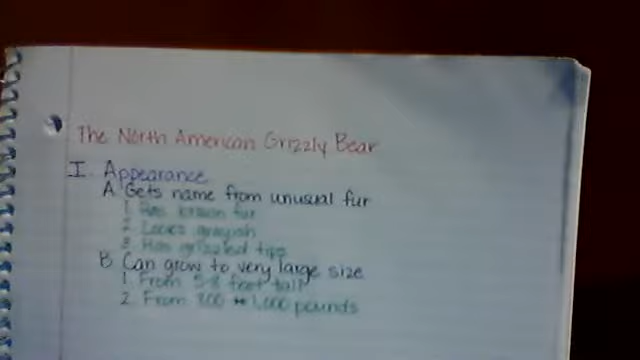 The North American Grizzly Bear
I. Appearance
A. Gets name from unusual fur
1. Has brown fur
2. Looks grayish
3. Has grizzled tips
B. Can grow to very large size
1. From 5-8 feet tall
2. From to 1,000 pounds